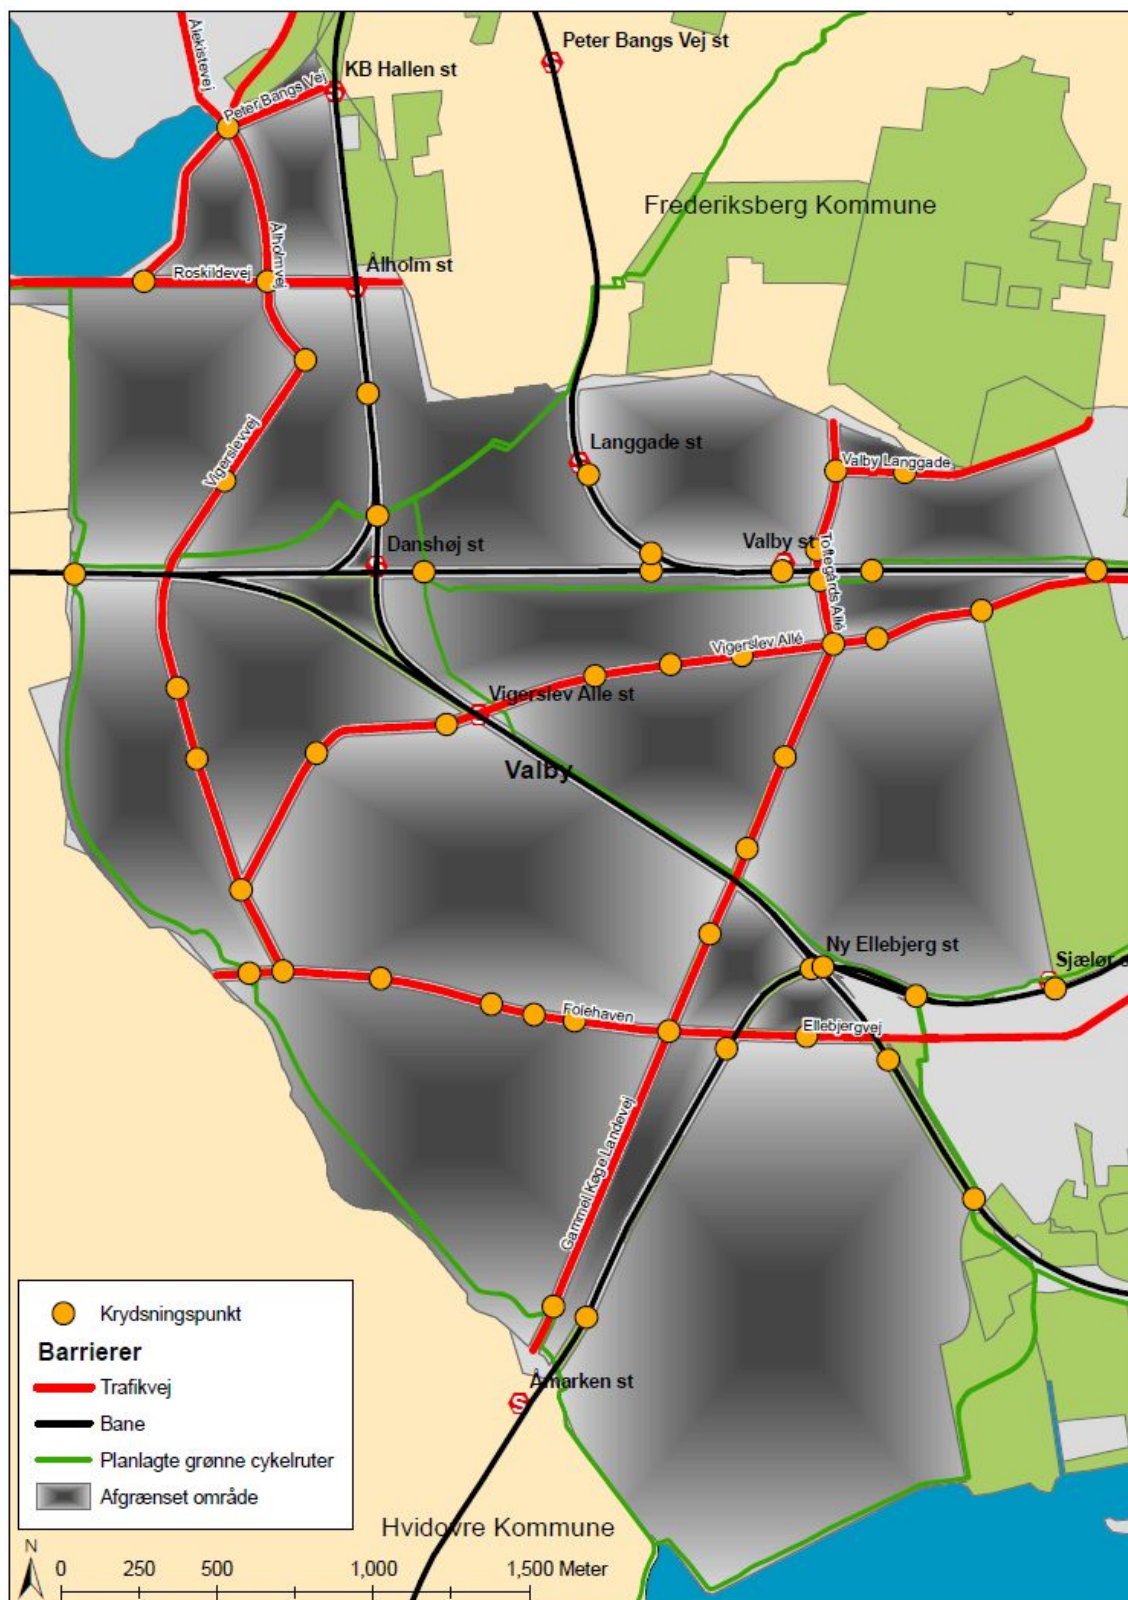 Peter Bangs Vej st
Ålekistevej
KB Hallen st
Peter Bangs Vej
Frederiksberg Kommune
Ålholmvej
Ålholm st
Roskildevej
Vigerslevvej
Langgade st
Valby Langgade
Danshøj st
Valby st
Toftegårds Allé
Vigerslev Allé
Vigerslev Alle st
Valby
Ny Ellebjerg st
Sjælør s
Folehaven
Ellebjergvej
Gammel Køge Landevej
Krydsningspunkt
Barrierer
Trafikvej
Åmarken st
Bane
Planlagte grønne cykelruter
Afgrænset område
Hvidovre Kommune
N
0 500 1,000 1,500 Meter